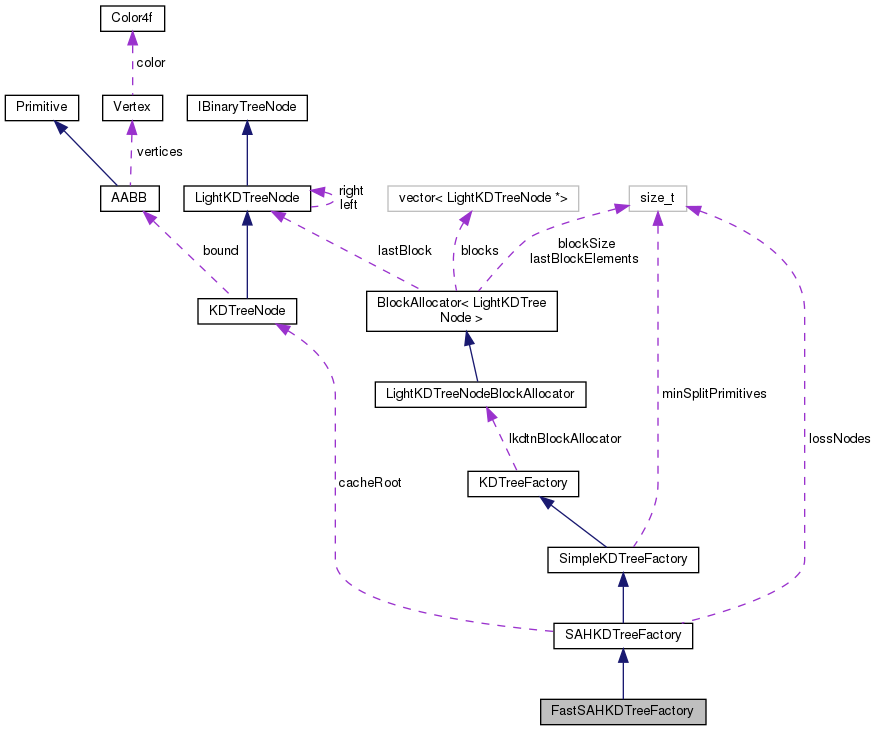 Color4f
color
Primitive
Vertex
IBinaryTreeNode
vertices
AABB
LightKDTreeNode
right
left
vector< LightKDTreeNode *>
size_t
bound
lastBlock
blocks
blockSize
lastBlockElements
KDTreeNode
BlockAllocator< LightKDTree
Node >
LightKDTreeNodeBlockAllocator
minSplitPrimitives
lkdtnBlockAllocator
lossNodes
cacheRoot
KDTreeFactory
SimpleKDTreeFactory
SAHKDTreeFactory
FastSAHKDTreeFactory